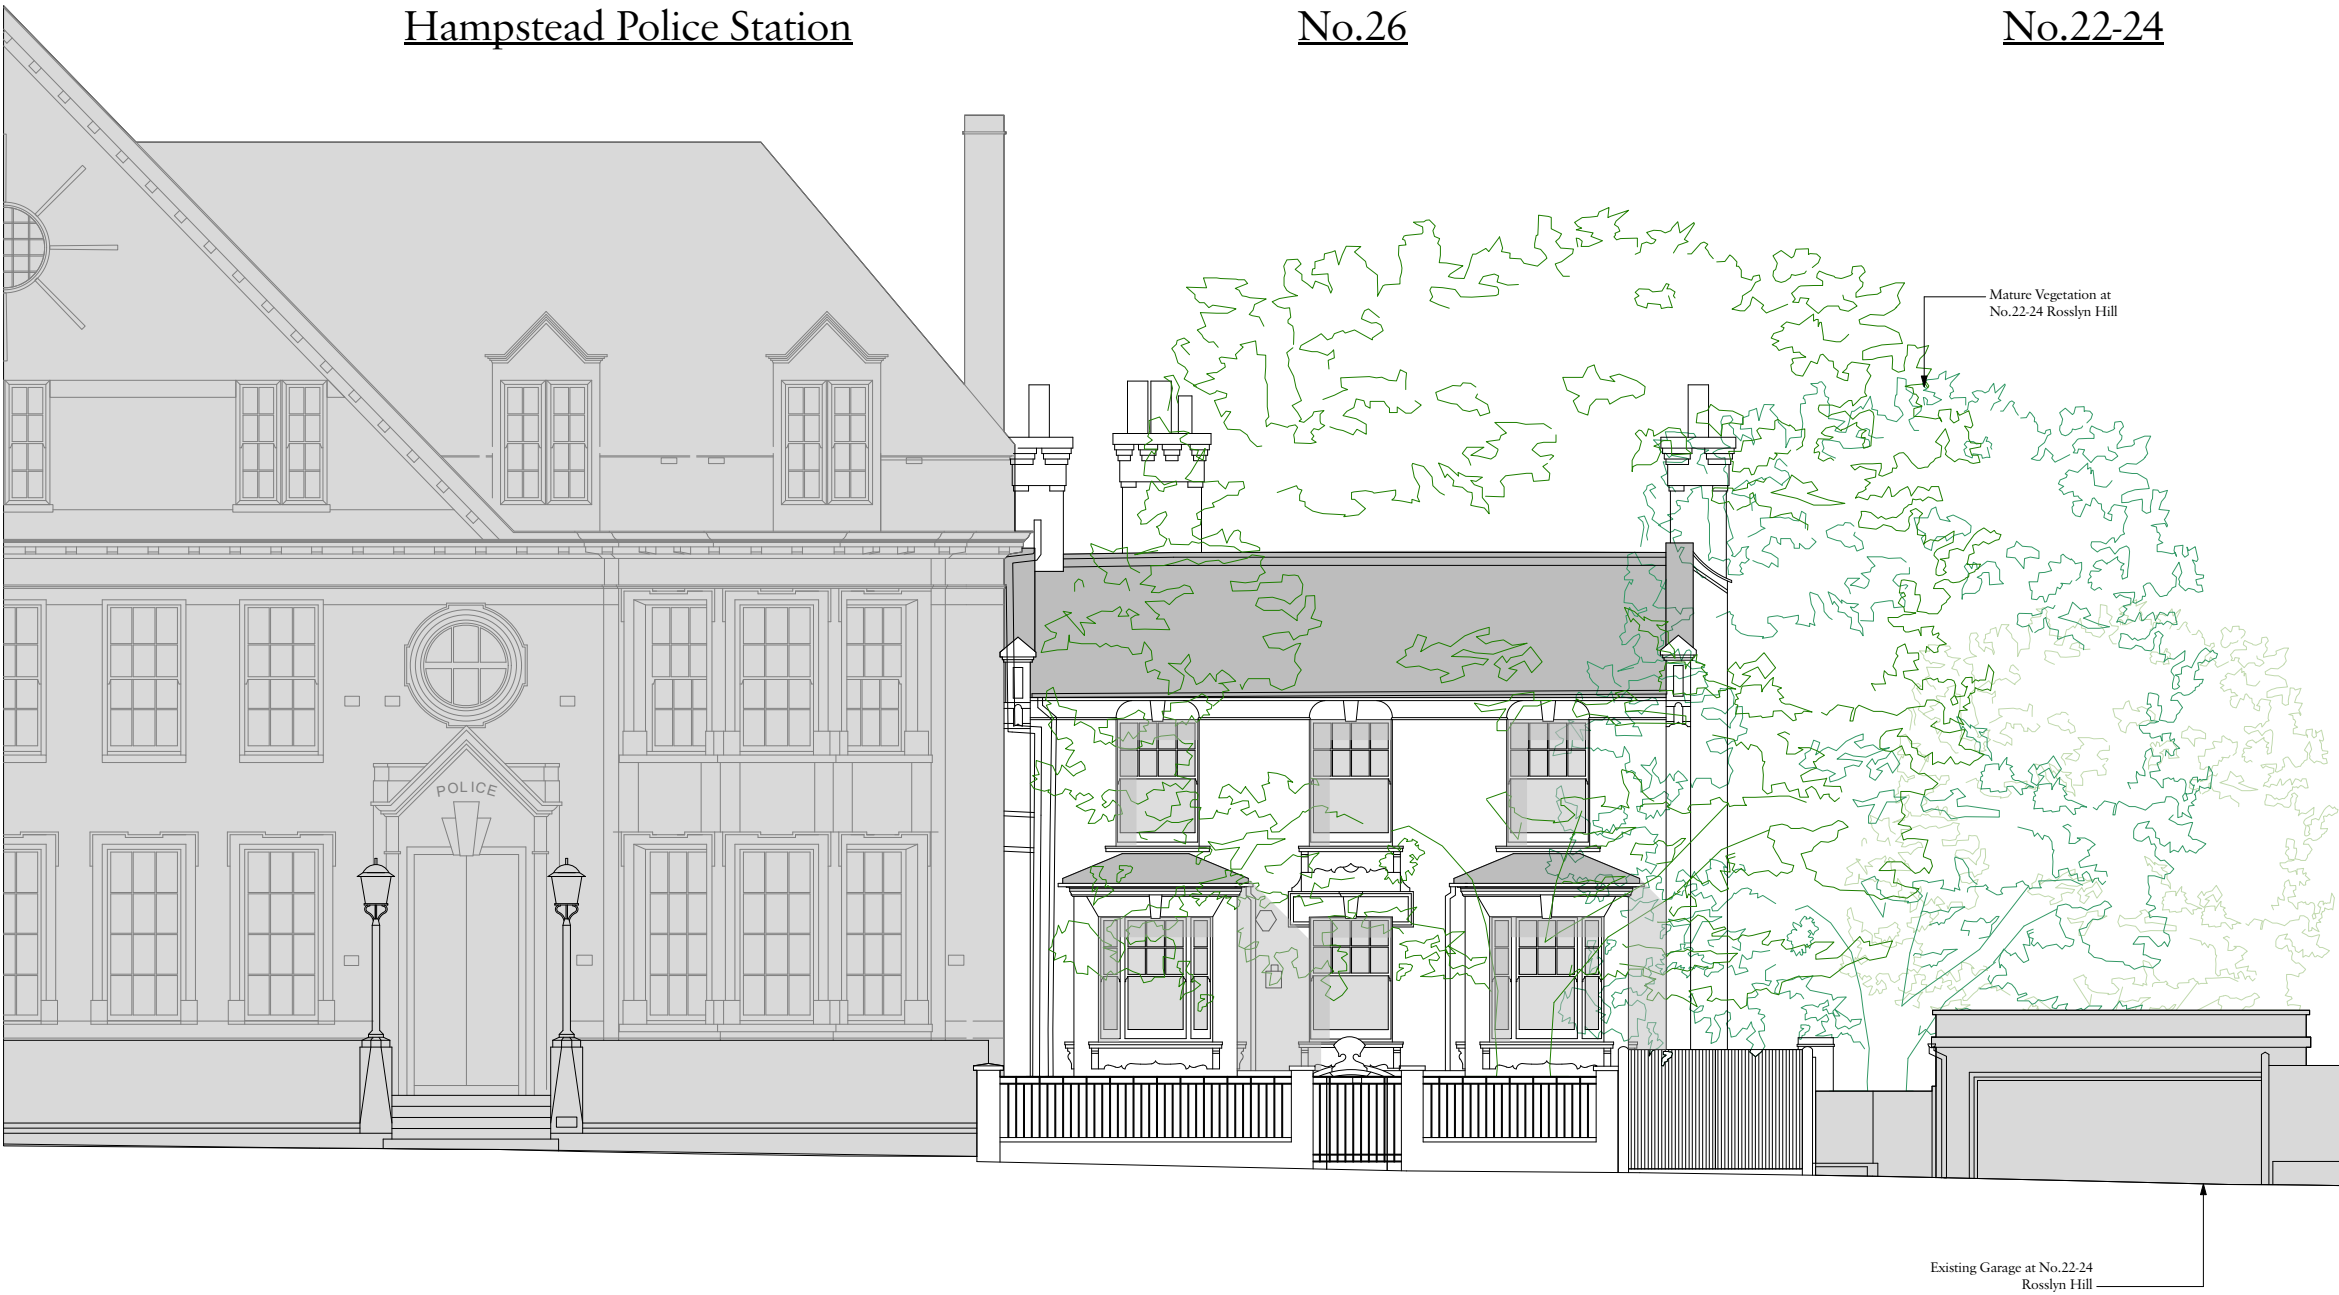 Hampstead Police Station
No.26
No.22-24
Mature Vegetation at
No.22-24 Rosslyn Hill
POLICE
Existing Garage at No.22-24
Rosslyn Hill